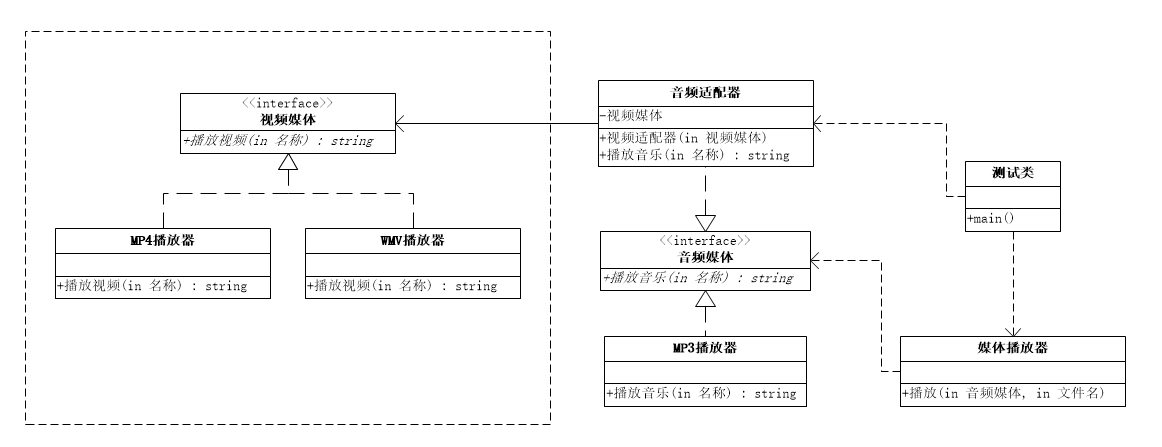 <<interface>>
视频媒体
+播放视频(in 名称) : string
MP4播放器
+播放视频(in 名称) : string
WMV播放器
+播放视频(in 名称) : string
音频适配器
-视频媒体
+视频适配器(in 视频媒体)
+播放音乐(in 名称) : string
<<interface>>
音频媒体
+播放音乐(in 名称) : string
MP3播放器
+播放音乐(in 名称) : string
测试类
+main()
媒体播放器
+播放(in 音频媒体, in 文件名)